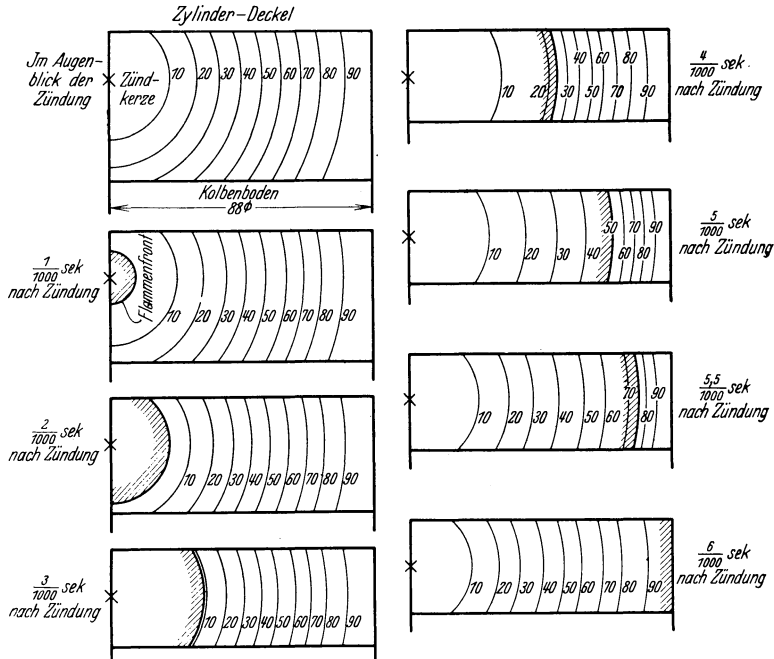 Zylinder-Deckel
Jm Augen-
blick der
Zündung
Zünd-
kerze
10 20 30 40 50 60 70 80 90
Kolbenboden
88⌀
1/1000 sek
nach Zündung
Flammenfront
10 20 30 40 50 60 70 80 90
2/1000 sek
nach Zündung
10 20 30 40 50 60 70 80 90
3/1000 sek
nach Zündung
10 20 30 40 50 60 70 80 90
4/1000 sek.
nach Zündung
40 60 80
10 20 30 50 70 90
5/1000 sek
nach Zündung
50 70 90
10 20 30 40 60 80
5,5/1000 sek
nach Zündung
70 90
10 20 30 40 50 60 80
6/1000 sek
nach Zündung
10 20 30 40 50 60 70 80 90